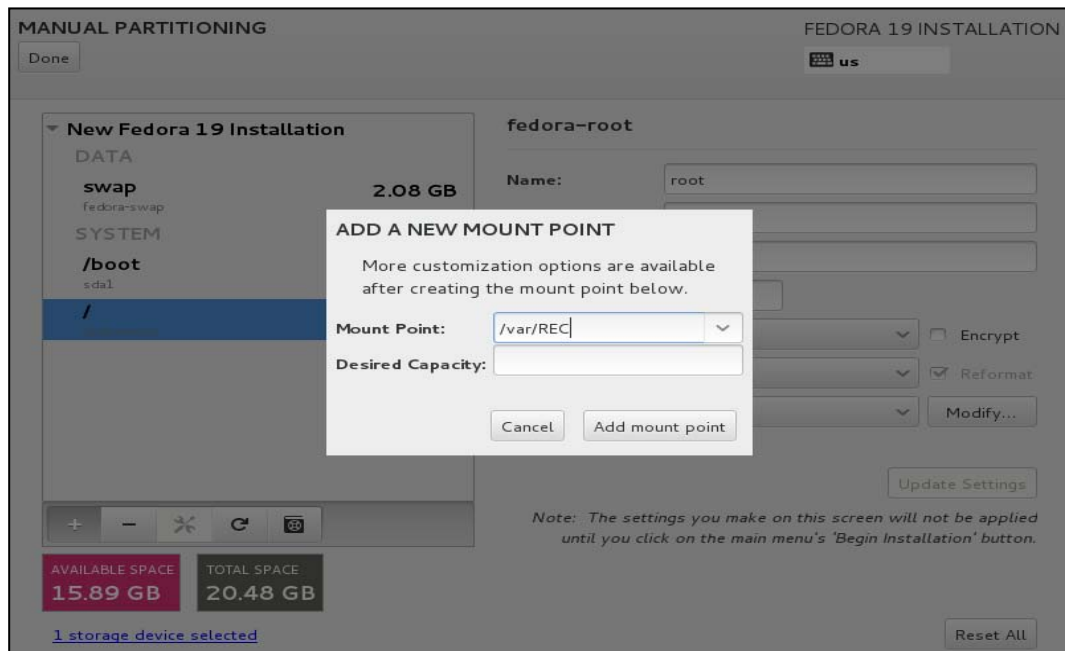 MANUAL PARTITIONING
FEDORA 19 INSTALLATION
Done
us
New Fedora 19 Installation
DATA
swap
2.08 GB
fedora-swap
SYSTEM
/boot
sda1
/
fedora-root
Name:
root
ADD A NEW MOUNT POINT
More customization options are available
after creating the mount point below.
Mount Point:
/var/REC
Desired Capacity:
Cancel
Add mount point
Encrypt
Reformat
Modify...
Update Settings
Note: The settings you make on this screen will not be applied
until you click on the main menu's 'Begin Installation' button.
AVAILABLE SPACE
15.89 GB
TOTAL SPACE
20.48 GB
1 storage device selected
Reset All